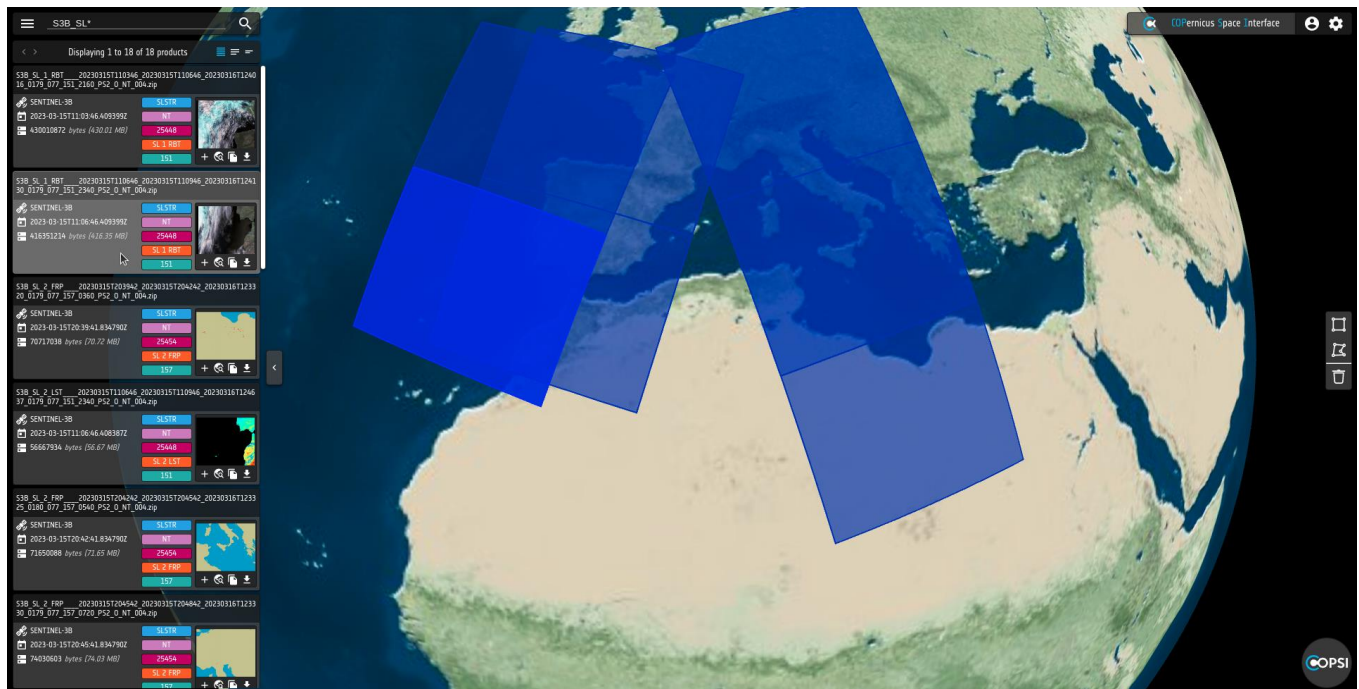 S3B_SL*
COPernicus Space Interface
Displaying 1 to 18 of 18 products
S3B_SL_1_RBT____20230315T110346_20230315T110646_20230316T1240
16_0179_077_151_2160_PS2_O_NT_004.zip
SENTINEL-3B
SLSTR
2023-03-15T11:03:46.409399Z
NT
430010872 bytes [430.01 MB]
25448
SL 1 RBT
151
S3B_SL_1_RBT____20230315T110646_20230315T110946_20230316T1241
30_0179_077_151_2340_PS2_O_NT_004.zip
SENTINEL-3B
SLSTR
2023-03-15T11:06:46.409399Z
NT
416351214 bytes [416.35 MB]
25448
SL 1 RBT
151
S3B_SL_2_FRP____20230315T203942_20230315T204242_20230316T1233
20_0179_077_157_0360_PS2_O_NT_004.zip
SENTINEL-3B
SLSTR
2023-03-15T20:39:41.834790Z
NT
70717038 bytes [70.72 MB]
25454
SL 2 FRP
157
S3B_SL_2_LST____20230315T110646_20230315T110946_20230316T1246
37_0179_077_151_2340_PS2_O_NT_004.zip
SENTINEL-3B
SLSTR
2023-03-15T11:06:46.408387Z
NT
56667934 bytes [56.67 MB]
25448
SL 2 LST
151
S3B_SL_2_FRP____20230315T204242_20230315T204542_20230316T1233
25_0180_077_157_0540_PS2_O_NT_004.zip
SENTINEL-3B
SLSTR
2023-03-15T20:42:41.834790Z
NT
71650088 bytes [71.65 MB]
25454
SL 2 FRP
157
S3B_SL_2_FRP____20230315T204542_20230315T204842_20230316T1233
30_0179_077_157_0720_PS2_O_NT_004.zip
SENTINEL-3B
SLSTR
2023-03-15T20:45:41.834790Z
NT
74030603 bytes [74.03 MB]
25454
SL 2 FRP
157
COPSI